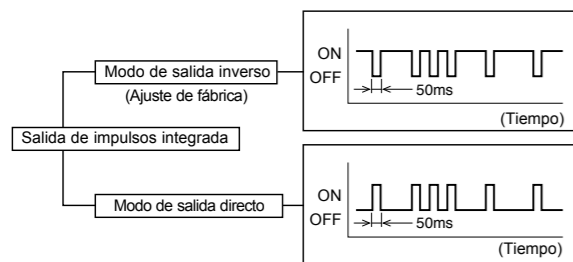 Modo de salida inverso
(Ajuste de fábrica)
ON
OFF
50ms
(Tiempo)
Salida de impulsos integrada
Modo de salida directo
ON
OFF
50ms
(Tiempo)